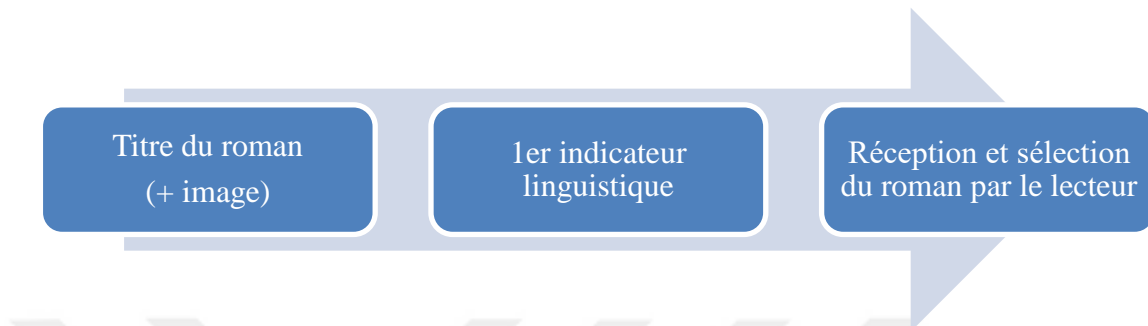 Titre du roman
(+ image)
1er indicateur
linguistique
Réception et sélection
du roman par le lecteur